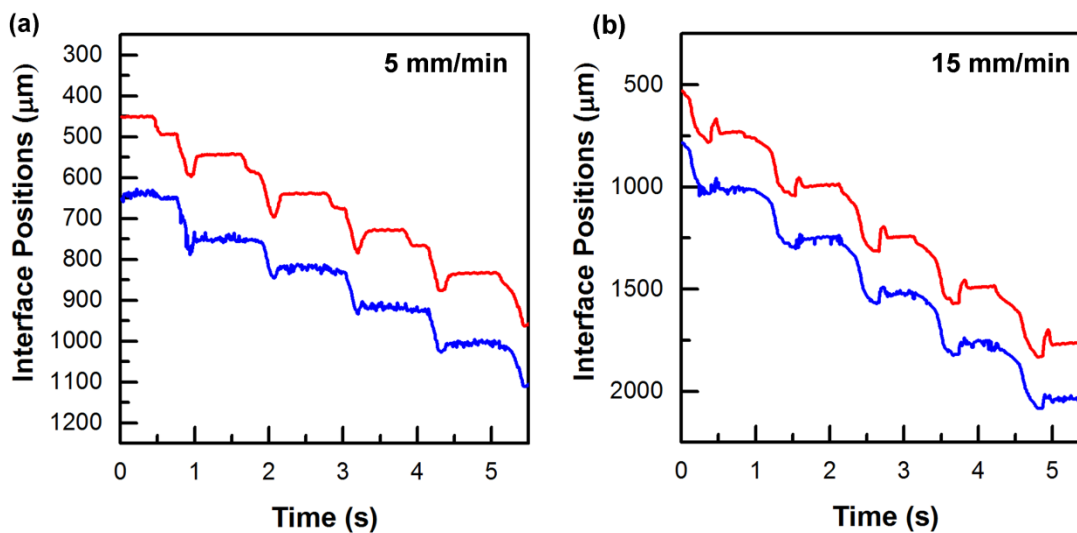 (a)
5 mm/min
Interface Positions (μm)
300
400
500
600
700
800
900
1000
1100
1200
0 1 2 3 4 5
Time (s)
(b)
15 mm/min
Interface Positions (μm)
500
1000
1500
2000
0 1 2 3 4 5
Time (s)